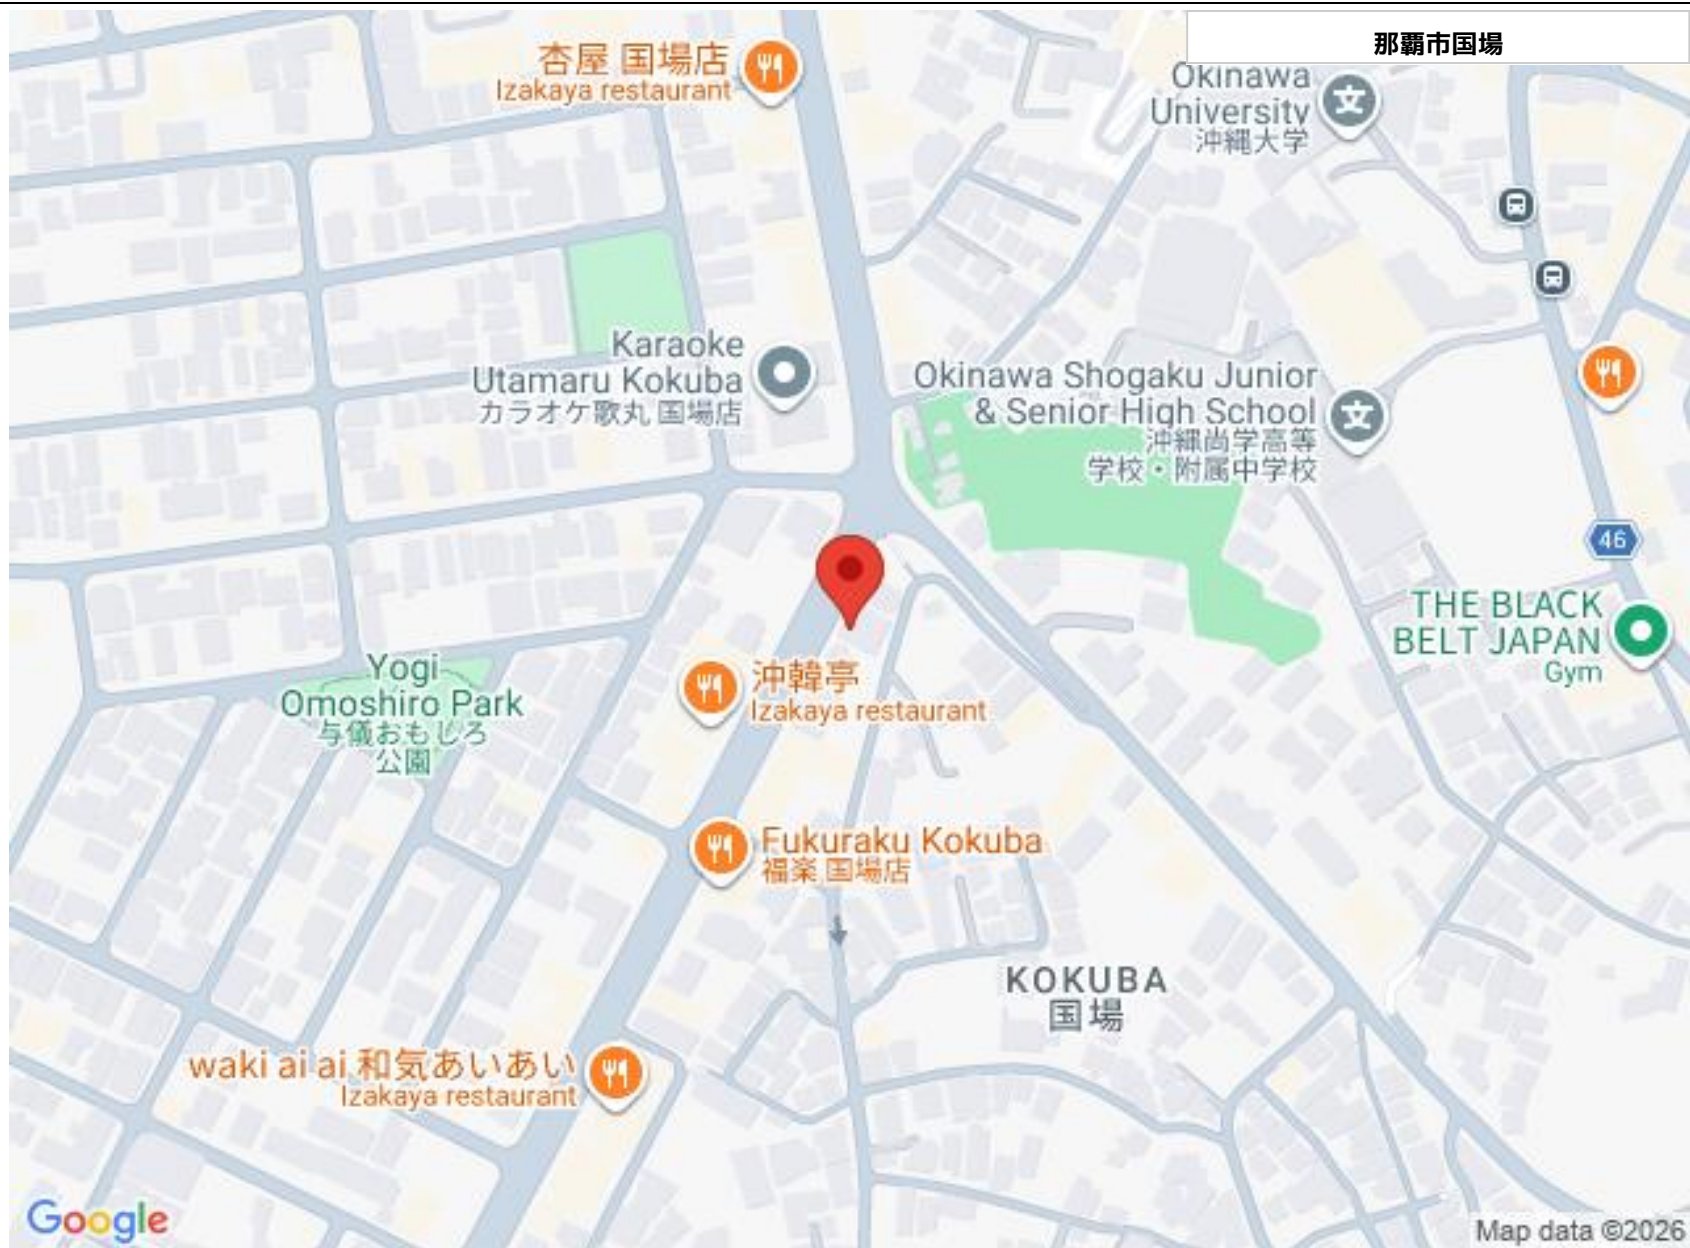 那覇市国場
杏屋 国場店
Izakaya restaurant
Okinawa
University
沖縄大学
Karaoke
Utamaru Kokuba
カラオケ歌丸 国場店
Okinawa Shogaku Junior
& Senior High School
沖縄尚学高等
学校・附属中学校
46
THE BLACK
BELT JAPAN
Gym
Yogi
Omoshiro Park
与儀おもしろ
公園
沖韓亭
Izakaya restaurant
Fukuraku Kokuba
福楽 国場店
KOKUBA
国場
waki ai ai 和気あいあい
Izakaya restaurant
Google
Map data ©2026